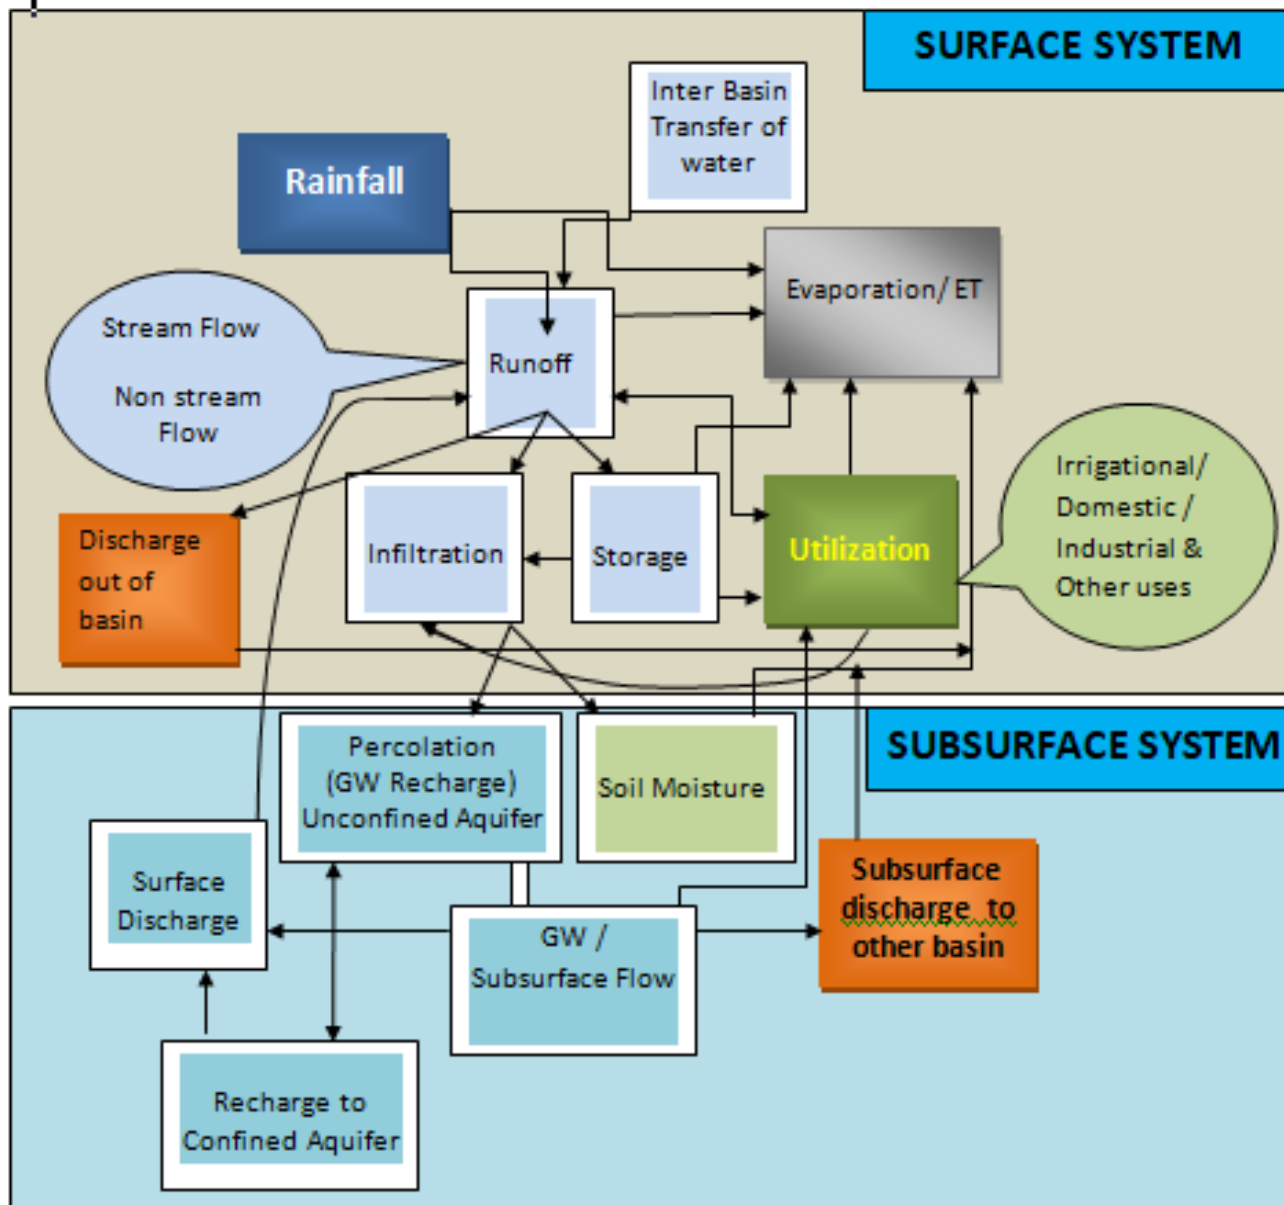 SURFACE SYSTEM
Inter Basin
Transfer of
water
Rainfall
Evaporation/ ET
Stream Flow
Non stream
Flow
Runoff
Irrigational/
Domestic /
Industrial &
Other uses
Discharge
out of
basin
Infiltration
Storage
Utilization
SUBSURFACE SYSTEM
Percolation
(GW Recharge)
Unconfined Aquifer
Soil Moisture
Surface
Discharge
Subsurface
discharge to
other basin
GW /
Subsurface Flow
Recharge to
Confined Aquifer